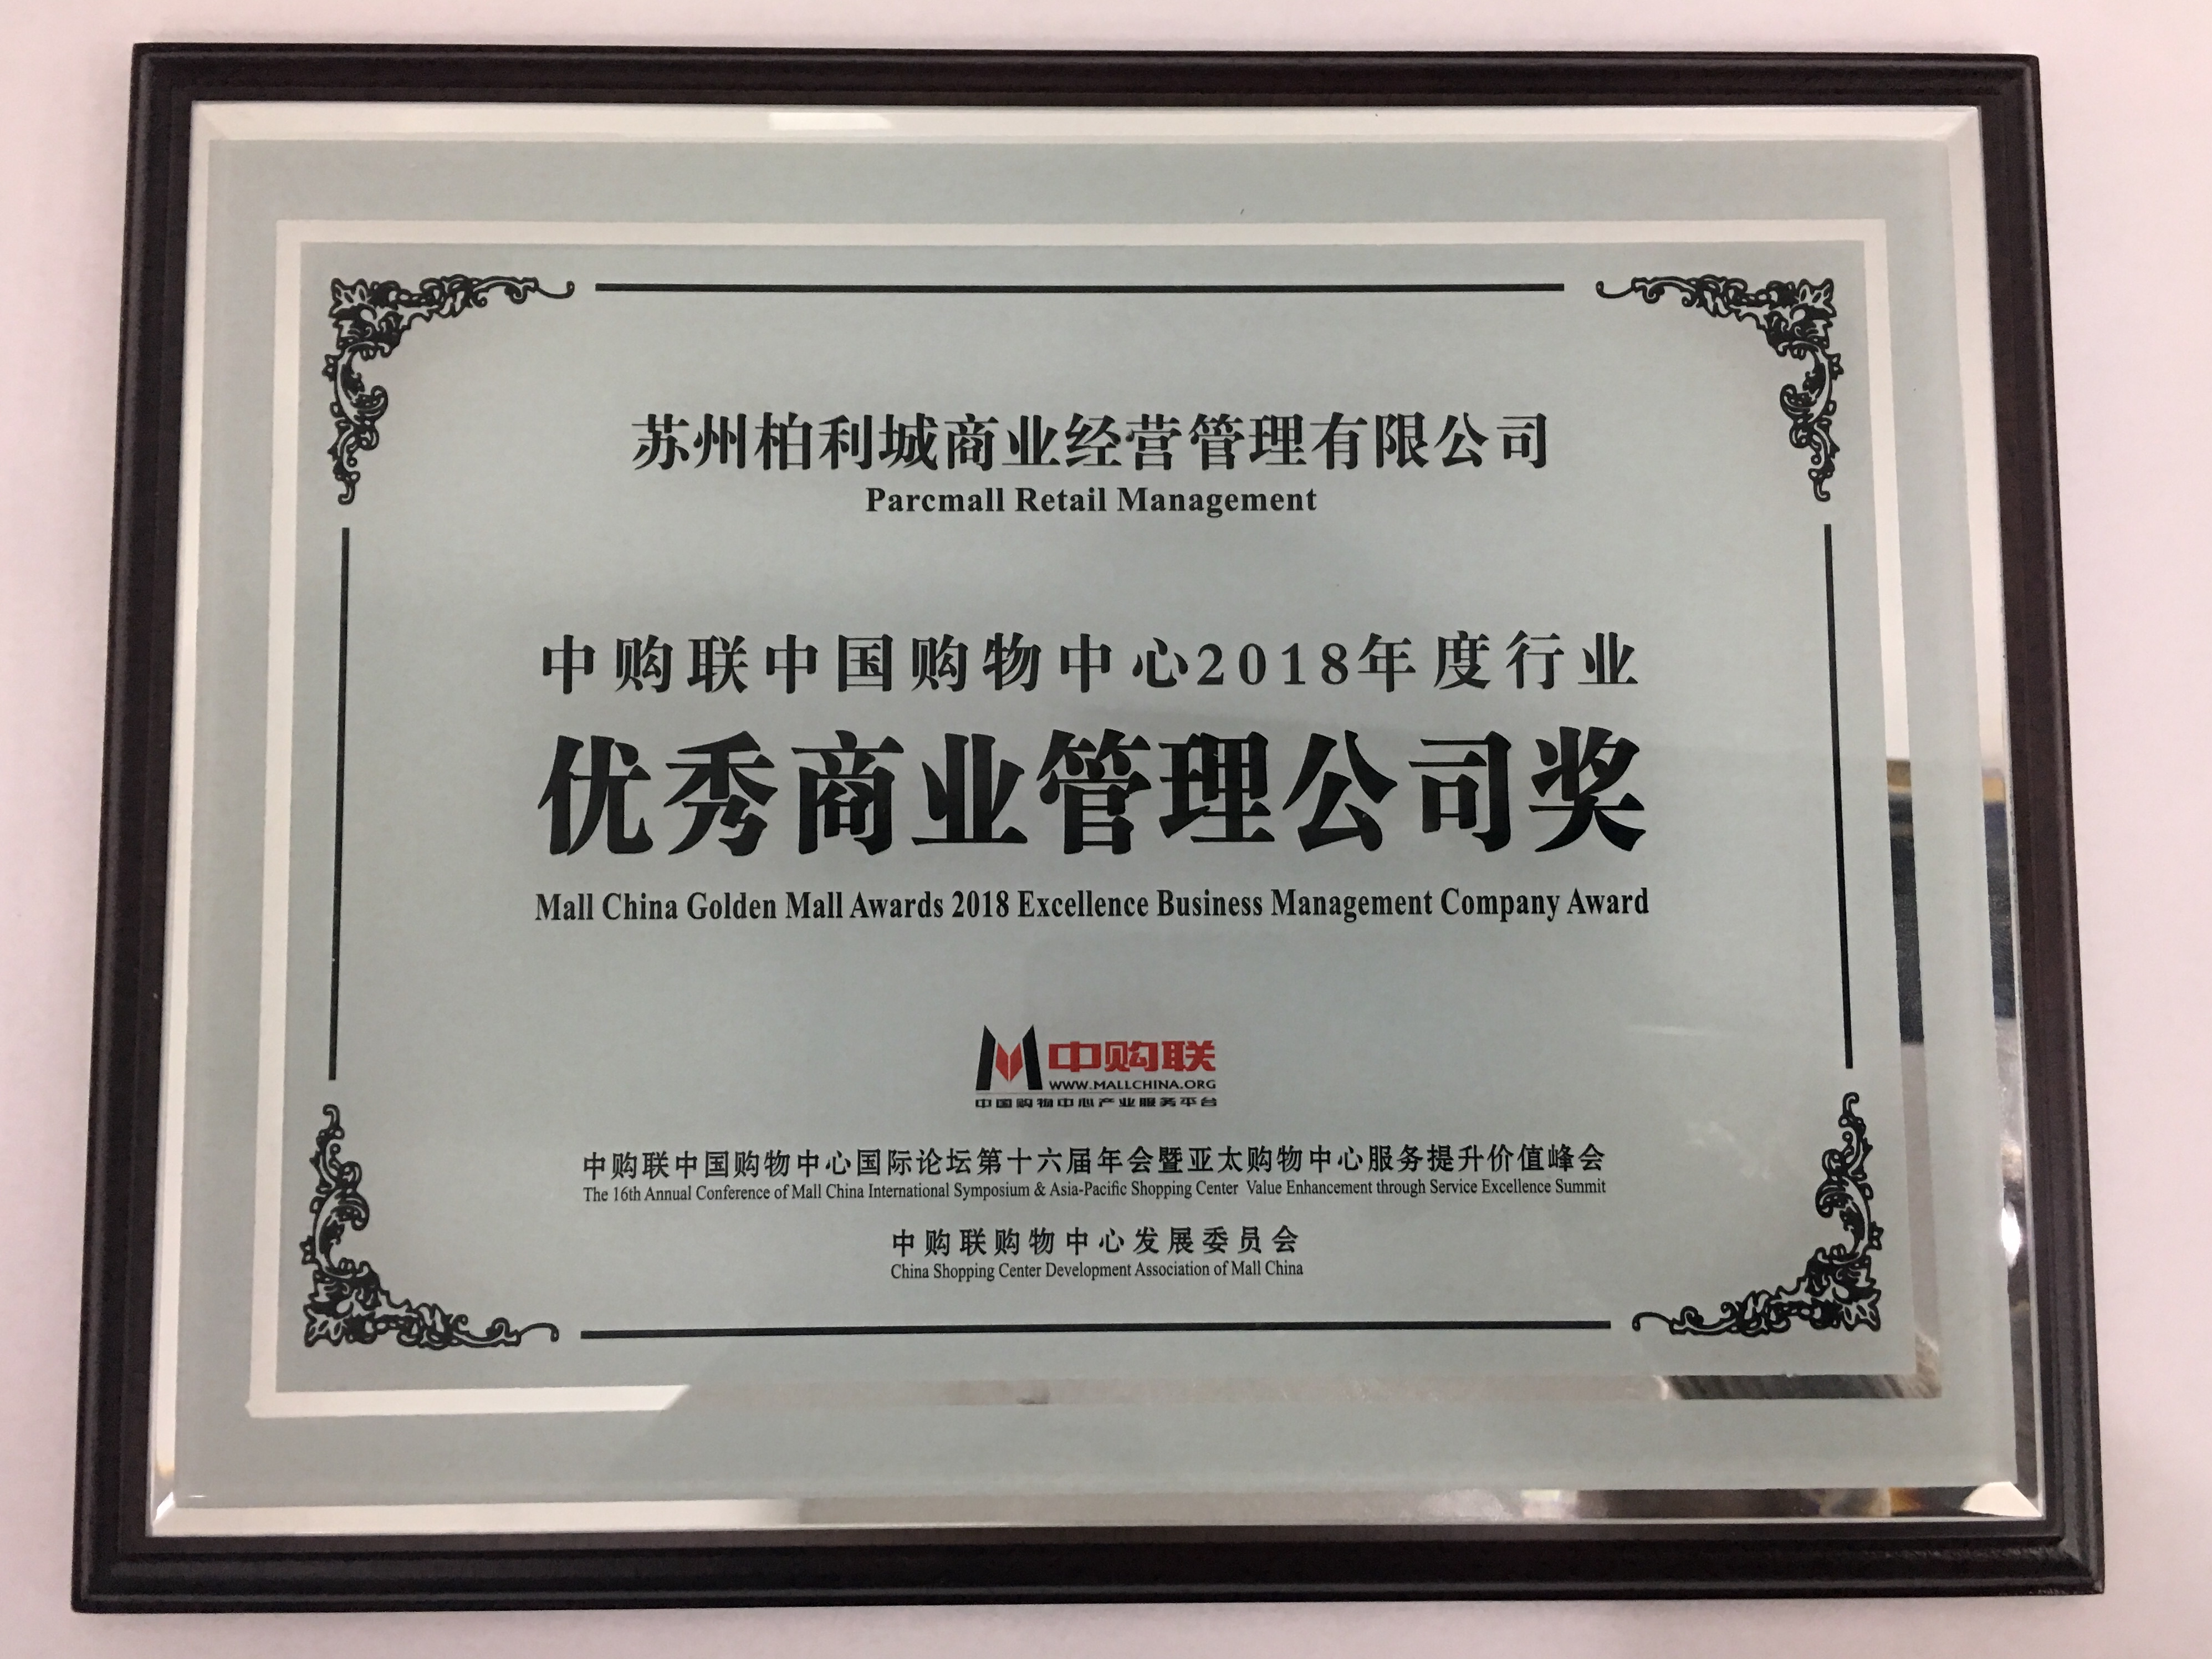 苏州柏利城商业经营管理有限公司
Parcmall Retail Management
中购联中国购物中心2018年度行业
优秀商业管理公司奖
Mall China Golden Mall Awards 2018 Excellence Business Management Company Award
中购联
WWW.MALLCHINA.ORG
中国购物中心产业服务平台
中购联中国购物中心国际论坛第十六届年会暨亚太购物中心服务提升价值峰会
The 16th Annual Conference of Mall China International Symposium & Asia-Pacific Shopping Center Value Enhancement through Service Excellence Summit
中购联购物中心发展委员会
China Shopping Center Development Association of Mall China